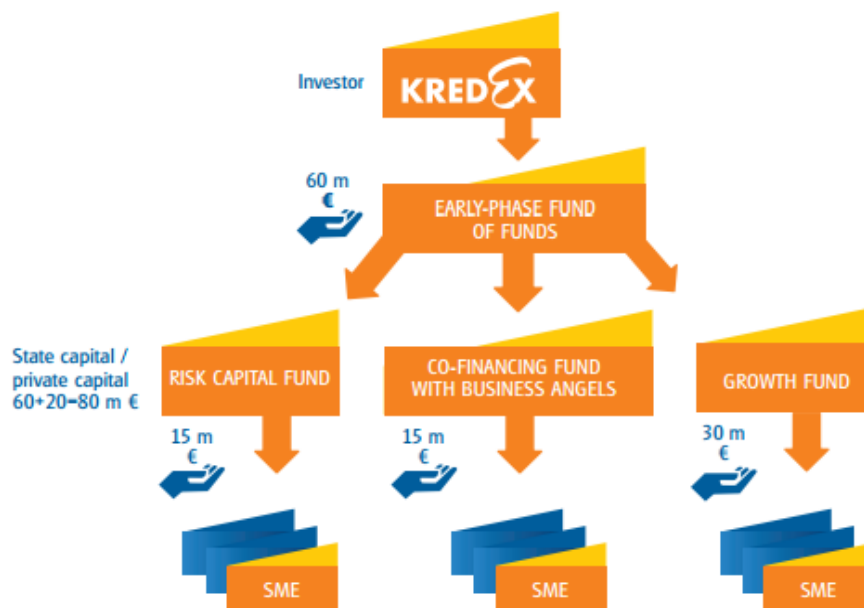 Investor
KREDEX
60 m
€
EARLY-PHASE FUND
OF FUNDS
State capital /
private capital
60+20=80 m €
RISK CAPITAL FUND
CO-FINANCING FUND
WITH BUSINESS ANGELS
GROWTH FUND
15 m
€
15 m
€
30 m
€
SME
SME
SME